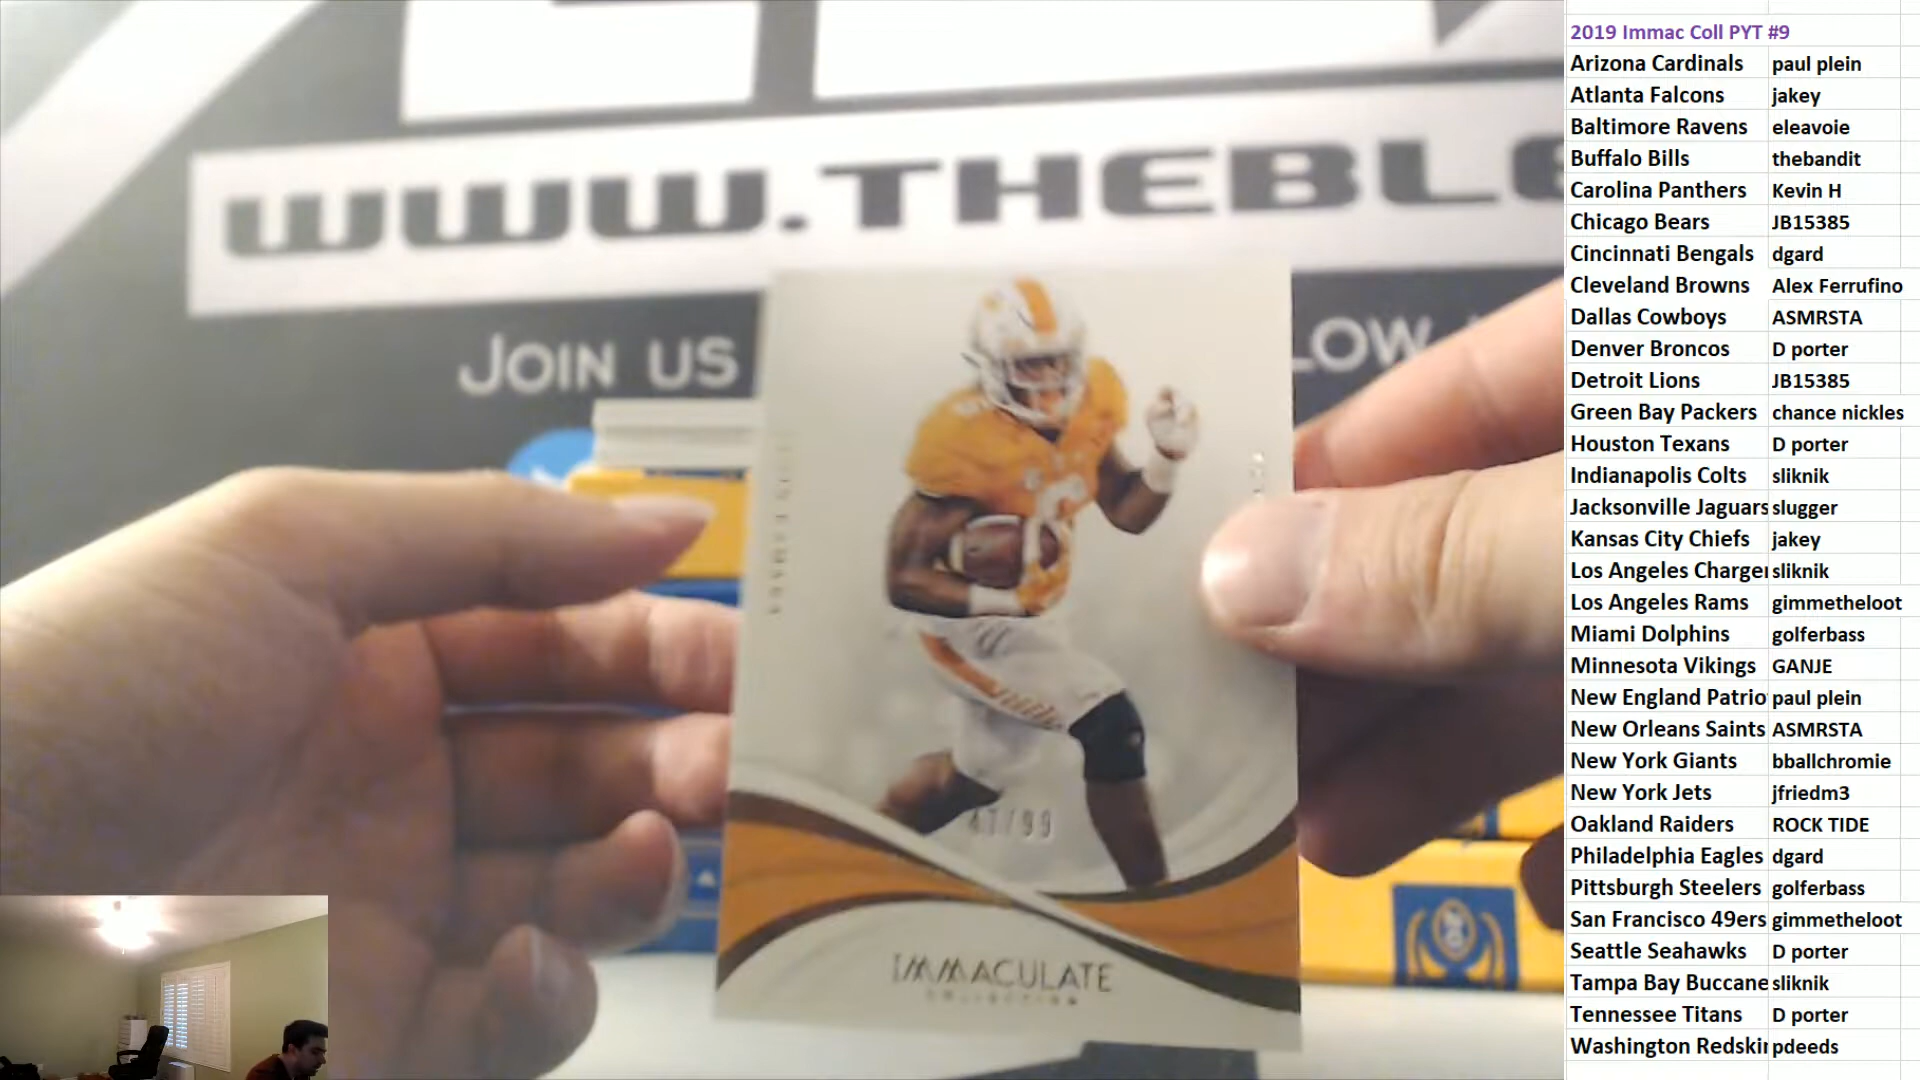 WWW.THEBL
JOIN US
LOW
47/99
IMMACULATE
COLLECTION
2019 Immac Coll PYT #9
Arizona Cardinals paul plein
Atlanta Falcons jakey
Baltimore Ravens eleavoie
Buffalo Bills thebandit
Carolina Panthers Kevin H
Chicago Bears JB15385
Cincinnati Bengals dgard
Cleveland Browns Alex Ferrufino
Dallas Cowboys ASMRSTA
Denver Broncos D porter
Detroit Lions JB15385
Green Bay Packers chance nickles
Houston Texans D porter
Indianapolis Colts sliknik
Jacksonville Jaguars slugger
Kansas City Chiefs jakey
Los Angeles Charger sliknik
Los Angeles Rams gimmetheloot
Miami Dolphins golferbass
Minnesota Vikings GANJE
New England Patrio paul plein
New Orleans Saints ASMRSTA
New York Giants bballchromie
New York Jets jfriedm3
Oakland Raiders ROCK TIDE
Philadelphia Eagles dgard
Pittsburgh Steelers golferbass
San Francisco 49ers gimmetheloot
Seattle Seahawks D porter
Tampa Bay Buccane sliknik
Tennessee Titans D porter
Washington Redskin pdeeds